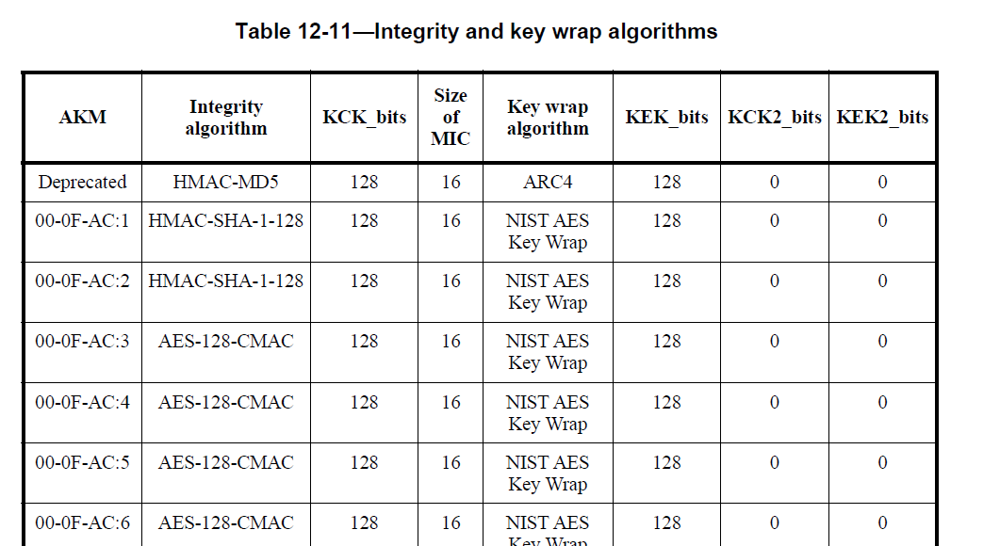 Table 12-11—Integrity and key wrap algorithms
AKM Integrity algorithm KCK_bits Size of MIC Key wrap algorithm KEK_bits KCK2_bits KEK2_bits
Deprecated HMAC-MD5 128 16 ARC4 128 0 0
00-0F-AC:1 HMAC-SHA-1-128 128 16 NIST AES Key Wrap 128 0 0
00-0F-AC:2 HMAC-SHA-1-128 128 16 NIST AES Key Wrap 128 0 0
00-0F-AC:3 AES-128-CMAC 128 16 NIST AES Key Wrap 128 0 0
00-0F-AC:4 AES-128-CMAC 128 16 NIST AES Key Wrap 128 0 0
00-0F-AC:5 AES-128-CMAC 128 16 NIST AES Key Wrap 128 0 0
00-0F-AC:6 AES-128-CMAC 128 16 NIST AES Key Wrap 128 0 0